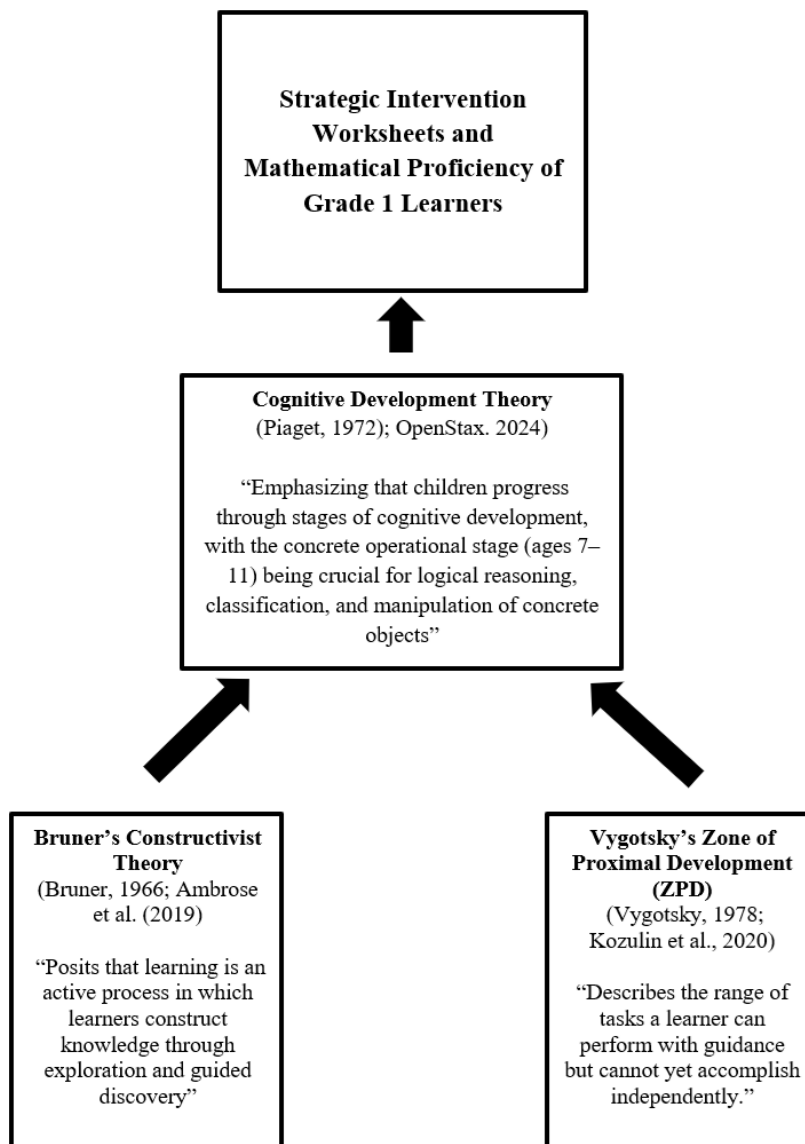 Strategic Intervention
Worksheets and
Mathematical Proficiency of
Grade 1 Learners
Cognitive Development Theory
(Piaget, 1972); OpenStax. 2024)
“Emphasizing that children progress
through stages of cognitive development,
with the concrete operational stage (ages 7–
11) being crucial for logical reasoning,
classification, and manipulation of concrete
objects”
Bruner’s Constructivist
Theory
(Bruner, 1966; Ambrose
et al. (2019)
“Posits that learning is an
active process in which
learners construct
knowledge through
exploration and guided
discovery”
Vygotsky’s Zone of
Proximal Development
(ZPD)
(Vygotsky, 1978;
Kozulin et al., 2020)
“Describes the range of
tasks a learner can
perform with guidance
but cannot yet accomplish
independently.”